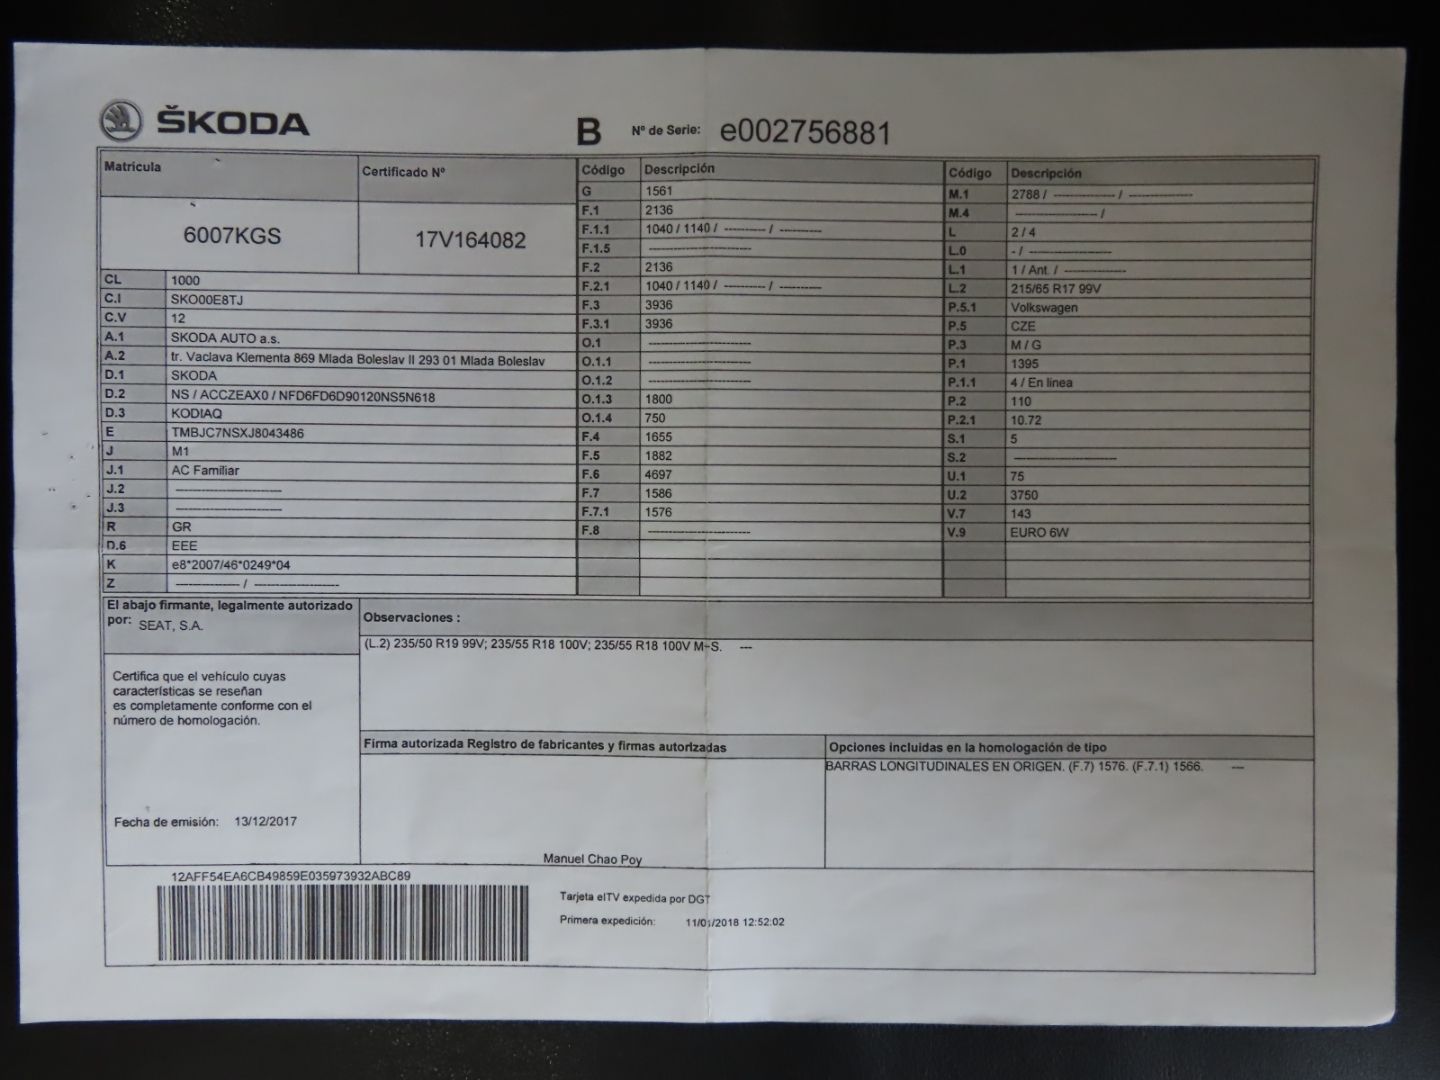 ŠKODA
B Nº de Serie: e002756881
Matrícula Certificado Nº
6007KGS 17V164082
CL 1000
C.I SKO00E8TJ
C.V 12
A.1 SKODA AUTO a.s.
A.2 tr. Vaclava Klementa 869 Mlada Boleslav II 293 01 Mlada Boleslav
D.1 SKODA
D.2 NS / ACCZEAX0 / NFD6FD6D90120NS5N618
D.3 KODIAQ
E TMBJC7NSXJ8043486
J M1
J.1 AC Familiar
J.2 -------------------------
J.3 -------------------------
R GR
D.6 EEE
K e8*2007/46*0249*04
Z --------------- / --------------------
Código Descripción
G 1561
F.1 2136
F.1.1 1040 / 1140 / ---------- / ----------
F.1.5 -------------------------
F.2 2136
F.2.1 1040 / 1140 / ---------- / ----------
F.3 3936
F.3.1 3936
O.1 -------------------------
O.1.1 -------------------------
O.1.2 -------------------------
O.1.3 1800
O.1.4 750
F.4 1655
F.5 1882
F.6 4697
F.7 1586
F.7.1 1576
F.8 -------------------------
Código Descripción
M.1 2788 / --------------- / ---------------
M.4 -------------------- /
L 2 / 4
L.0 - / --------------------
L.1 1 / Ant. / ---------------
L.2 215/65 R17 99V
P.5.1 Volkswagen
P.5 CZE
P.3 M / G
P.1 1395
P.1.1 4 / En línea
P.2 110
P.2.1 10.72
S.1 5
S.2 -------------------------
U.1 75
U.2 3750
V.7 143
V.9 EURO 6W
El abajo firmante, legalmente autorizado
por: SEAT, S.A.
Certifica que el vehículo cuyas
características se reseñan
es completamente conforme con el
número de homologación.
Fecha de emisión: 13/12/2017
Observaciones :
(L.2) 235/50 R19 99V; 235/55 R18 100V; 235/55 R18 100V M+S. ---
Firma autorizada Registro de fabricantes y firmas autorizadas
Manuel Chao Poy
Opciones incluidas en la homologación de tipo
BARRAS LONGITUDINALES EN ORIGEN. (F.7) 1576. (F.7.1) 1566. ---
12AFF54EA6CB49859E035973932ABC89
Tarjeta eITV expedida por DGT
Primera expedición: 11/01/2018 12:52:02